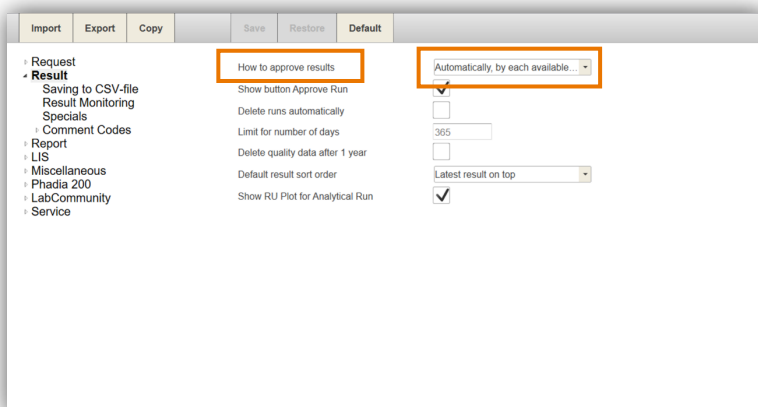 Import Export Copy Save Restore Default
Request
Result
Saving to CSV-file
Result Monitoring
Specials
Comment Codes
Report
LIS
Miscellaneous
Phadia 200
LabCommunity
Service
How to approve results Automatically, by each available...
Show button Approve Run
Delete runs automatically
Limit for number of days 365
Delete quality data after 1 year
Default result sort order Latest result on top
Show RU Plot for Analytical Run